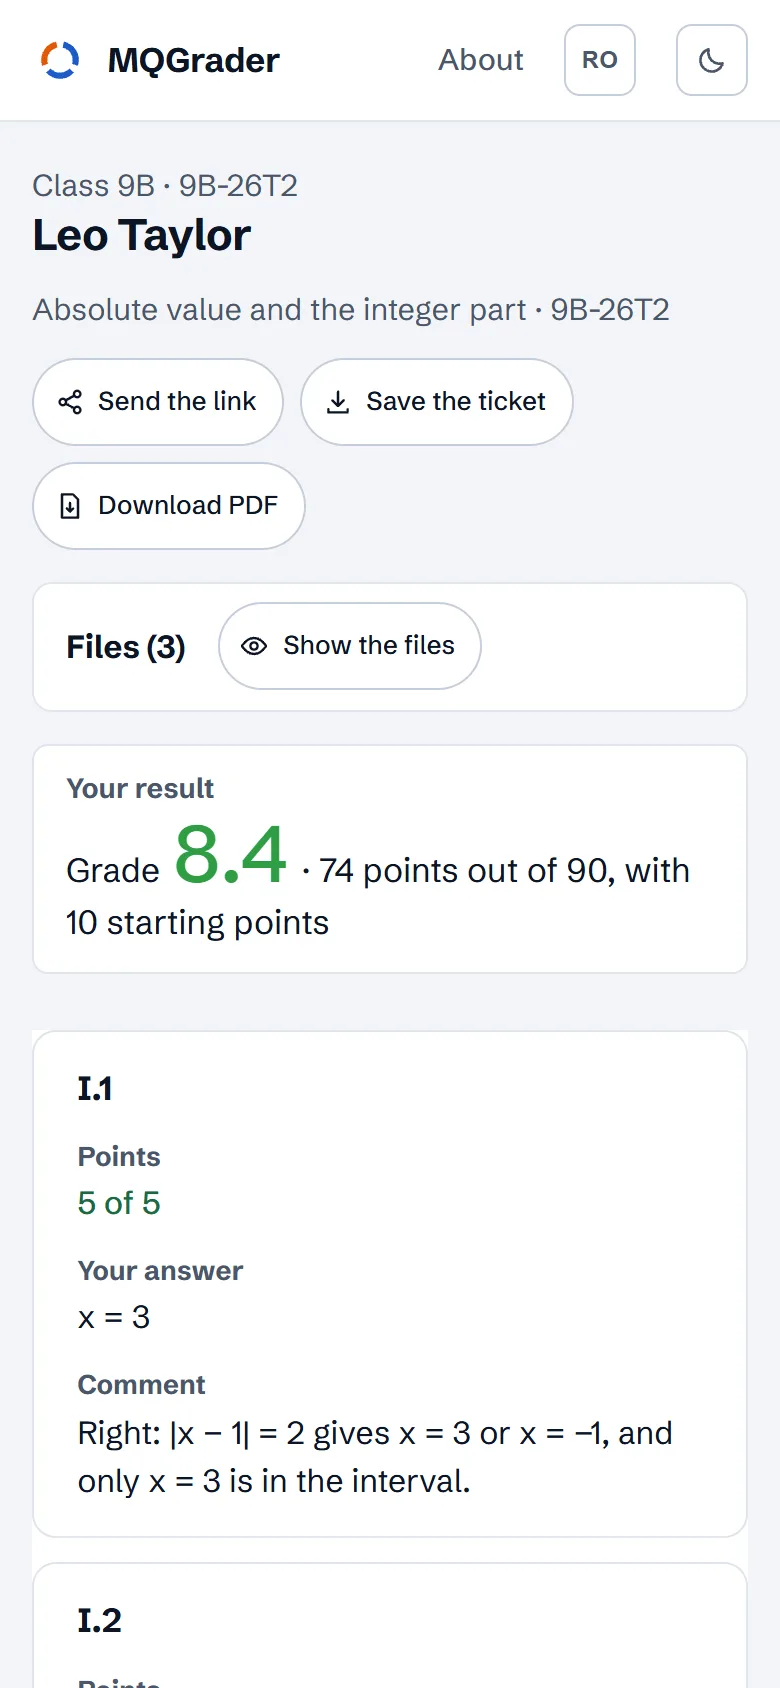 MQGrader
About
RO
Class 9B · 9B-26T2
Leo Taylor
Absolute value and the integer part · 9B-26T2
Send the link
Save the ticket
Download PDF
Files (3)
Show the files
Your result
Grade 8.4 · 74 points out of 90, with
10 starting points
I.1
Points
5 of 5
Your answer
x = 3
Comment
Right: |x − 1| = 2 gives x = 3 or x = −1, and
only x = 3 is in the interval.
I.2
Points